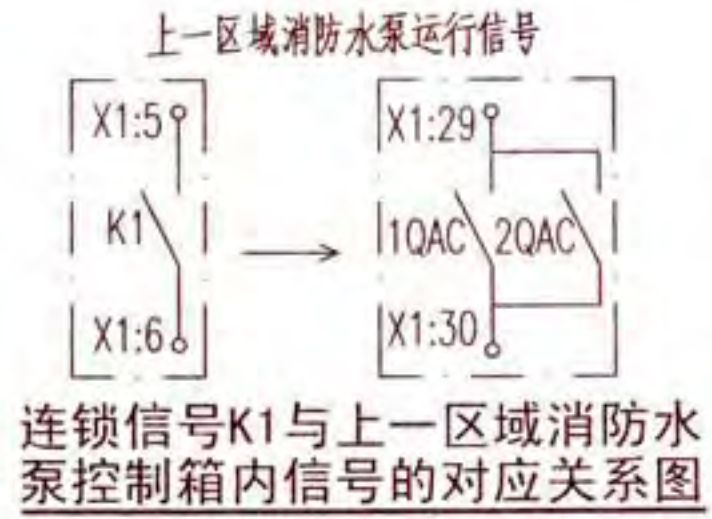 上一区域消防水泵运行信号
X1:5 X1:29
K1 1QAC 2QAC
X1:6 X1:30
连锁信号K1与上一区域消防水
泵控制箱内信号的对应关系图